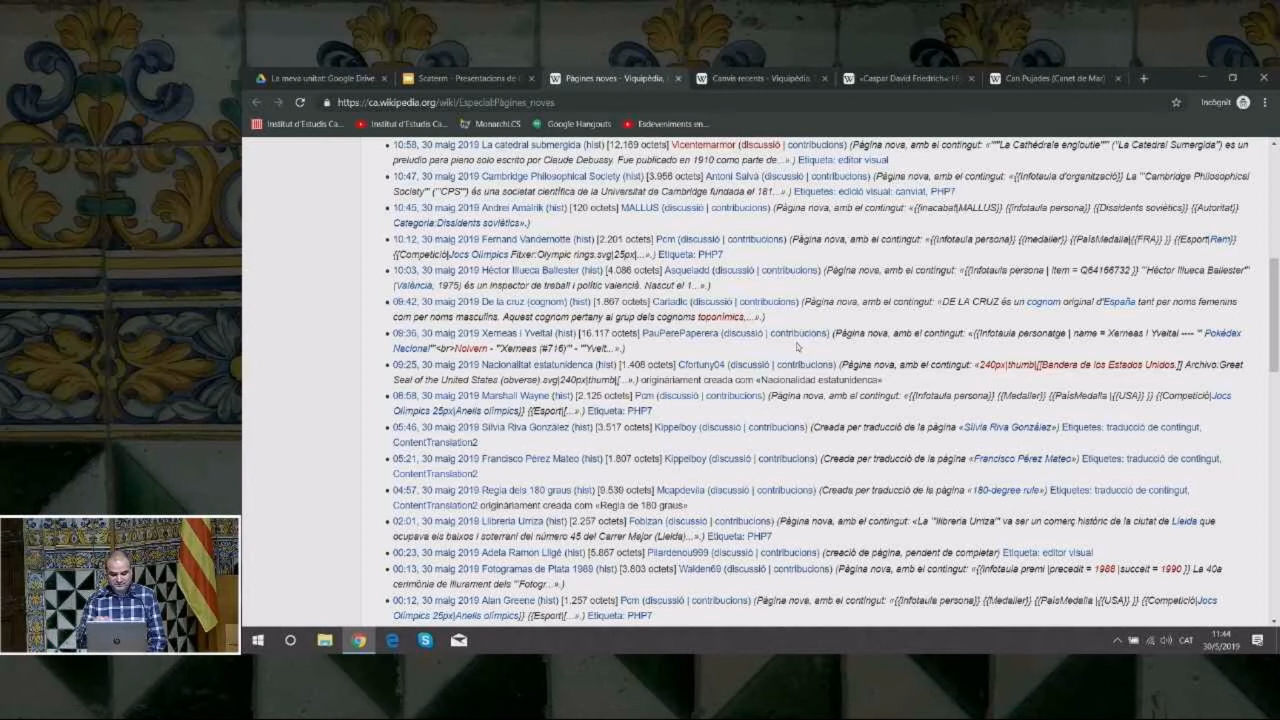 La meva unitat: Google Drive
Scrterm - Presentacions de
Pàgines noves - Viquipèdia,
Canvis recents - Viquipèdia
«Caspar David Friedrich»:
Can Pujades (Canet de Mar)
https://ca.wikipedia.org/wiki/Especial:Pàgines_noves
Incògnit
Institut d'Estudis Ca...
Institut d'Estudis Ca...
MonarchLCS
Google Hangouts
Esdeveniments en...
• 10:58, 30 maig 2019 La catedral submergida (hist) [12.169 octets] Vicentemarmor (discussió | contribucions) (Pàgina nova, amb el contingut: «'''"La Cathédrale engloutie"''' ("La Catedral Sumergida") es un
preludio para piano solo escrito por Claude Debussy. Fue publicado en 1910 como parte de...».) Etiqueta: editor visual
• 10:47, 30 maig 2019 Cambridge Philosophical Society (hist) [3.956 octets] Antoni Salvà (discussió | contribucions) (Pàgina nova, amb el contingut: «{{Infotaula d'organització}} La '''Cambridge Philosophical
Society''' ('''CPS''') és una societat científica de la Universitat de Cambridge fundada el 181...».) Etiquetes: edició visual: canviat, PHP7
• 10:45, 30 maig 2019 Andrei Amalrik (hist) [120 octets] MALLUS (discussió | contribucions) (Pàgina nova, amb el contingut: «{{Inacabat|MALLUS}} {{Infotaula persona}} {{Dissidents soviètics}} {{Autoritat}}
Categoria:Dissidents soviètics».)
• 10:12, 30 maig 2019 Fernand Vandernotte (hist) [2.201 octets] Pcm (discussió | contribucions) (Pàgina nova, amb el contingut: «{{Infotaula persona}} {{medaller}} {{PaísMedalla|{{FRA}} }} {{Esport|Rem}}
{{Competició|Jocs Olímpics Fitxer:Olympic rings.svg|25px|...».) Etiqueta: PHP7
• 10:03, 30 maig 2019 Héctor Illueca Ballester (hist) [4.086 octets] Asqueladd (discussió | contribucions) (Pàgina nova, amb el contingut: «{{Infotaula persona | item = Q64166732 }} '''Héctor Illueca Ballester'''
(València, 1975) és un inspector de treball i polític valencià. Nascut el 1...».)
• 09:42, 30 maig 2019 De la cruz (cognom) (hist) [1.867 octets] Carladlc (discussió | contribucions) (Pàgina nova, amb el contingut: «DE LA CRUZ és un cognom original d'España tant per noms femenins
com per noms masculins. Aquest cognom pertany al grup dels cognoms toponímics,...».)
• 09:36, 30 maig 2019 Xerneas i Yveltal (hist) [16.117 octets] PauPerePaperera (discussió | contribucions) (Pàgina nova, amb el contingut: «{{Infotaula personatge | name = Xerneas i Yveltal ---- ''' Pokédex
Nacional'''<br>Noivern - '''Xerneas (#716)''' - '''Yvelt...».)
• 09:25, 30 maig 2019 Nacionalitat estatunidenca (hist) [1.408 octets] Cfortuny04 (discussió | contribucions) (Pàgina nova, amb el contingut: «240px|thumb|[[Bandera de los Estados Unidos.]] Archivo:Great
Seal of the United States (obverse).svg|240px|thumb|[...».) originàriament creada com «Nacionalidad estatunidenca»
• 08:58, 30 maig 2019 Marshall Wayne (hist) [2.125 octets] Pcm (discussió | contribucions) (Pàgina nova, amb el contingut: «{{Infotaula persona}} {{Medaller}} {{PaísMedalla|{{USA}} }} {{Competició|Jocs
Olímpics 25px|Anells olímpics}} {{Esport|[...».) Etiqueta: PHP7
• 05:46, 30 maig 2019 Silvia Riva González (hist) [3.517 octets] Kippelboy (discussió | contribucions) (Creada per traducció de la pàgina «Silvia Riva González») Etiquetes: traducció de contingut,
ContentTranslation2
• 05:21, 30 maig 2019 Francisco Pérez Mateo (hist) [1.807 octets] Kippelboy (discussió | contribucions) (Creada per traducció de la pàgina «Francisco Pérez Mateo») Etiquetes: traducció de contingut,
ContentTranslation2
• 04:57, 30 maig 2019 Regla dels 180 graus (hist) [9.539 octets] Mcapdevila (discussió | contribucions) (Creada per traducció de la pàgina «180-degree rule») Etiquetes: traducció de contingut,
ContentTranslation2 originàriament creada com «Regla de 180 graus»
• 02:01, 30 maig 2019 Llibreria Urriza (hist) [2.257 octets] Fobizan (discussió | contribucions) (Pàgina nova, amb el contingut: «La '''llibreria Urriza''' va ser un comerç històric de la ciutat de Lleida que
ocupava els baixos i soterrani del número 45 del Carrer Major (Lleida)...».) Etiqueta: PHP7
• 00:23, 30 maig 2019 Adela Ramon Lligé (hist) [5.867 octets] Pilardenou999 (discussió | contribucions) (creació de página, pendent de completar) Etiqueta: editor visual
• 00:13, 30 maig 2019 Fotogramas de Plata 1989 (hist) [3.803 octets] Walden69 (discussió | contribucions) (Pàgina nova, amb el contingut: «{{Infotaula premi |precedit = 1988 |succeit = 1990 }} La 40a
cerimònia de lliurament dels '''Fotogr...».)
• 00:12, 30 maig 2019 Alan Greene (hist) [1.257 octets] Pcm (discussió | contribucions) (Pàgina nova, amb el contingut: «{{Infotaula persona}} {{Medaller}} {{PaísMedalla |{{USA}} }} {{Competició|Jocs
Olímpics 25px|Anells olímpics}} {{Esport|[...».) Etiqueta: PHP7
CAT
11:44
30/5/2019